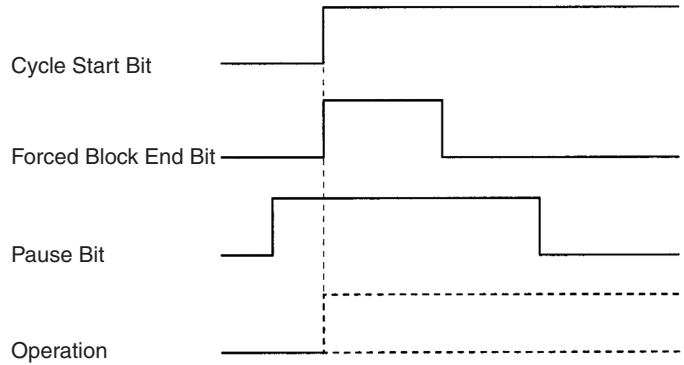 Cycle Start Bit
Forced Block End Bit
Pause Bit
Operation